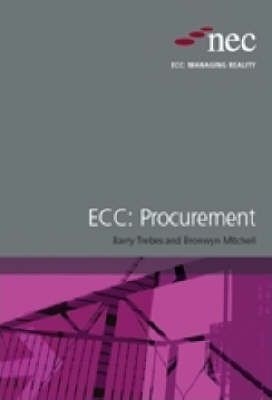 nec
ECC: MANAGING REALITY
ECC: Procurement
Barry Trebes and Bronwyn Mitchell